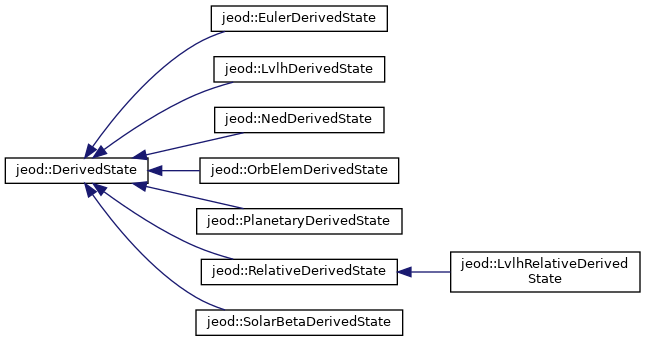 jeod::EulerDerivedState
jeod::LvlhDerivedState
jeod::NedDerivedState
jeod::DerivedState
jeod::OrbElemDerivedState
jeod::PlanetaryDerivedState
jeod::RelativeDerivedState
jeod::LvlhRelativeDerived
State
jeod::SolarBetaDerivedState